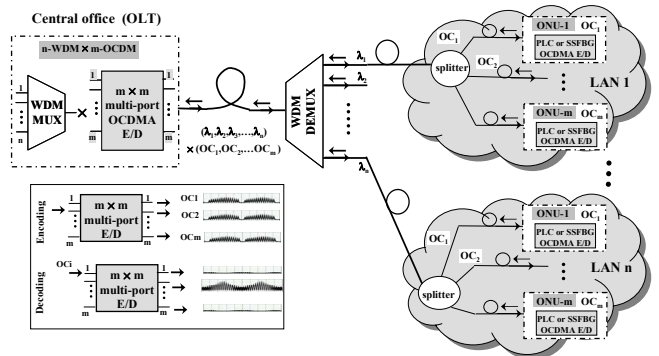 Central office (OLT)
n-WDM × m-OCDM
1
n
WDM
MUX
×
1
m
m × m
multi-port
OCDMA
E/D
1
m
(λ1,λ2,λ3,....λn)
×(OC1,OC2,...OCm)
WDM
DEMUX
λ1
λ2
λn
splitter
OC1
OC2
ONU-1 OC1
PLC or SSFBG
OCDMA E/D
LAN 1
ONU-m OCm
PLC or SSFBG
OCDMA E/D
splitter
OC1
OC2
ONU-1 OC1
PLC or SSFBG
OCDMA E/D
LAN n
ONU-m OCm
PLC or SSFBG
OCDMA E/D
Encoding
1
m
m × m
multi-port
E/D
1
m
OC1
OC2
OCm
Decoding
OCi
1
m
m × m
multi-port
E/D
1
m